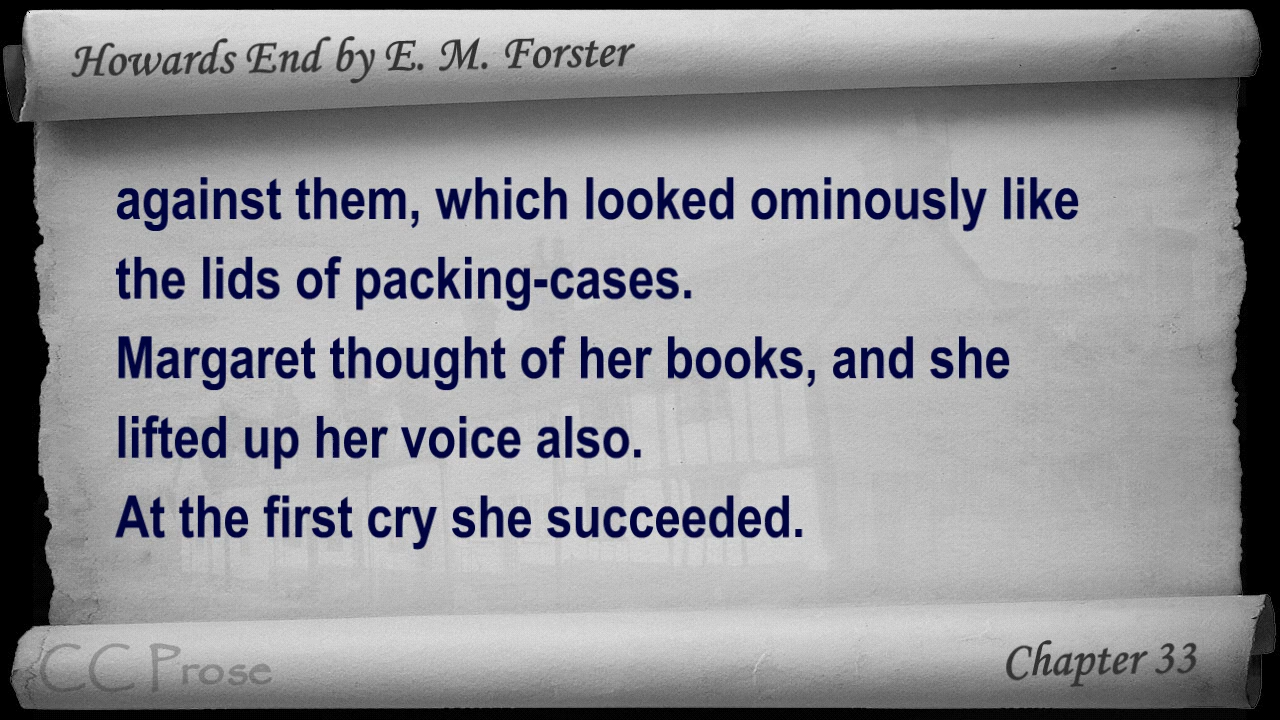 Howards End by E. M. Forster
against them, which looked ominously like
the lids of packing-cases.
Margaret thought of her books, and she
lifted up her voice also.
At the first cry she succeeded.
CC Prose
Chapter 33